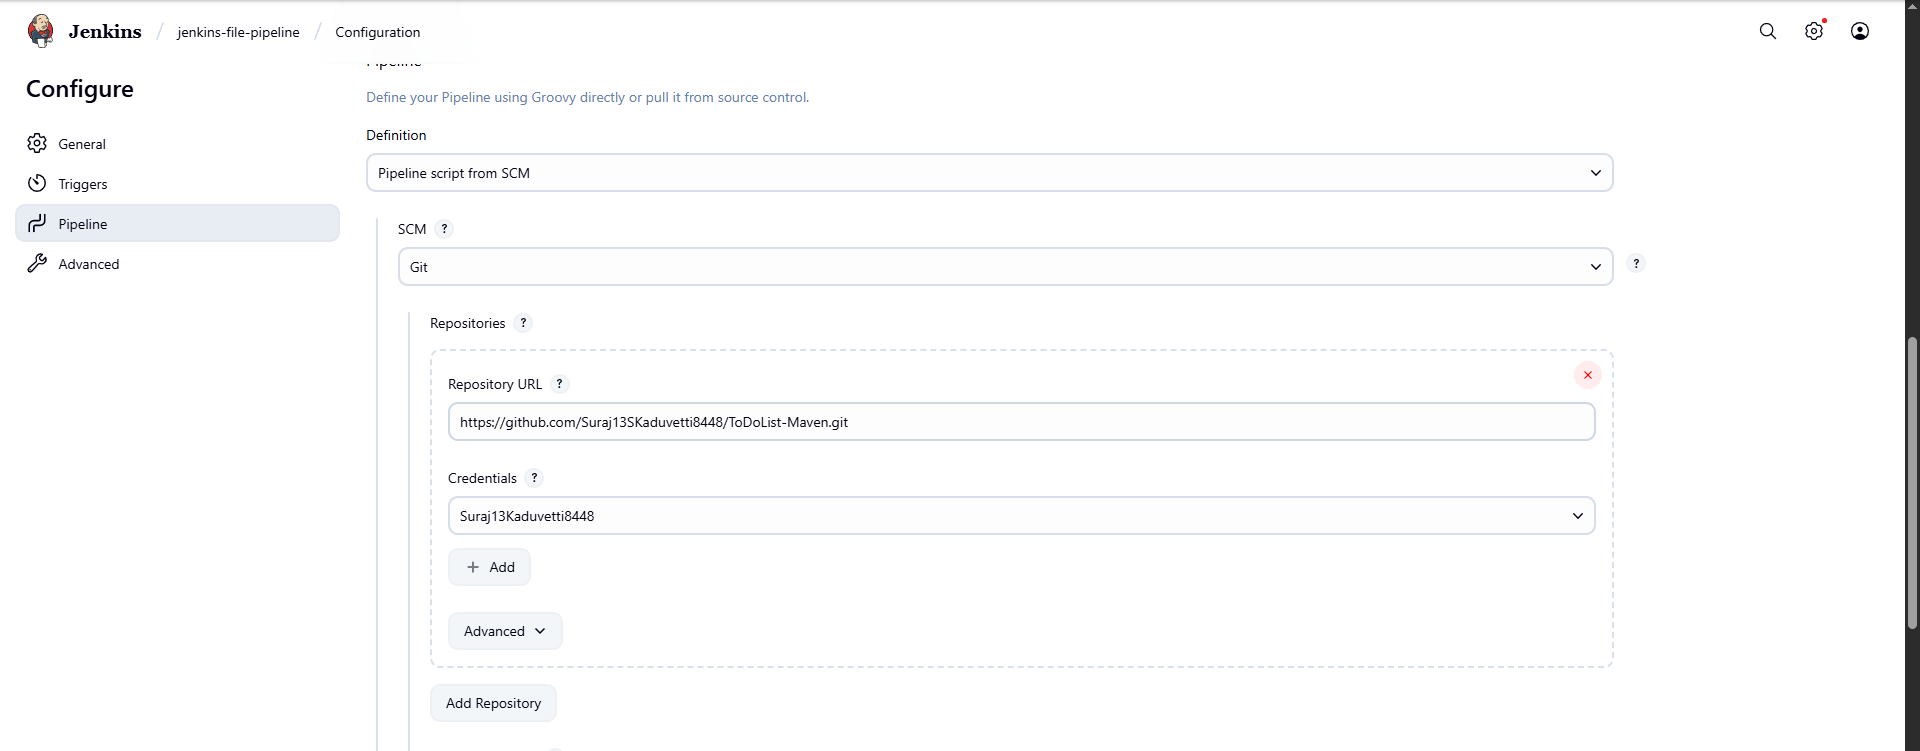 Jenkins / jenkins-file-pipeline / Configuration
Configure
General
Triggers
Pipeline
Advanced
Pipeline
Define your Pipeline using Groovy directly or pull it from source control.
Definition
Pipeline script from SCM
SCM ?
Git
?
Repositories ?
Repository URL ?
https://github.com/Suraj13SKaduvetti8448/ToDoList-Maven.git
Credentials ?
Suraj13Kaduvetti8448
+ Add
Advanced
Add Repository